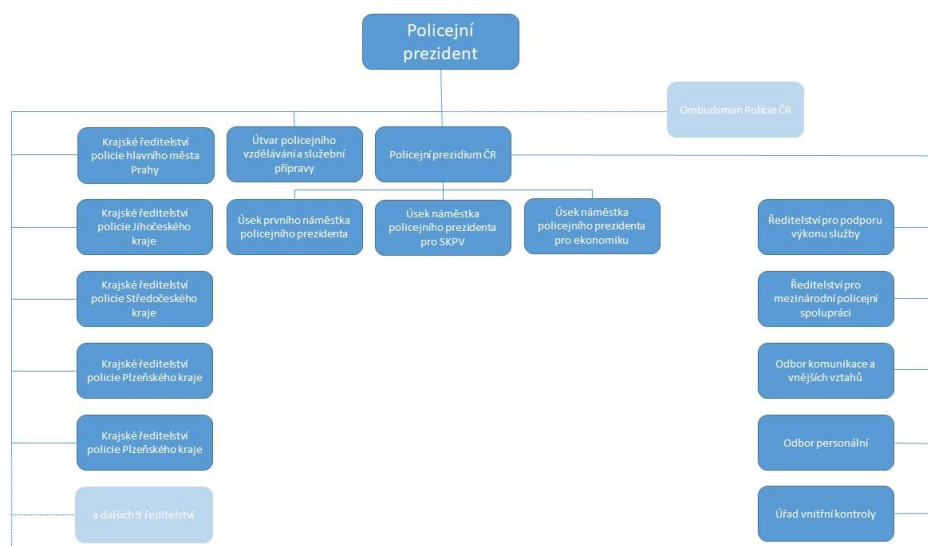 Policejní
prezident
Ombudsman Policie ČR
Krajské ředitelství
policie hlavního města
Prahy
Útvar policejního
vzdělávání a služební
přípravy
Policejní prezidium ČR
Krajské ředitelství
policie Jihočeského
kraje
Úsek prvního náměstka
policejního prezidenta
Úsek náměstka
policejního prezidenta
pro SKPV
Úsek náměstka
policejního prezidenta
pro ekonomiku
Ředitelství pro podporu
výkonu služby
Krajské ředitelství
policie Středočeského
kraje
Ředitelství pro
mezinárodní policejní
spolupráci
Krajské ředitelství
policie Plzeňského kraje
Odbor komunikace a
vnějších vztahů
Krajské ředitelství
policie Plzeňského kraje
Odbor personální
a dalších 9 ředitelství
Úřad vnitřní kontroly